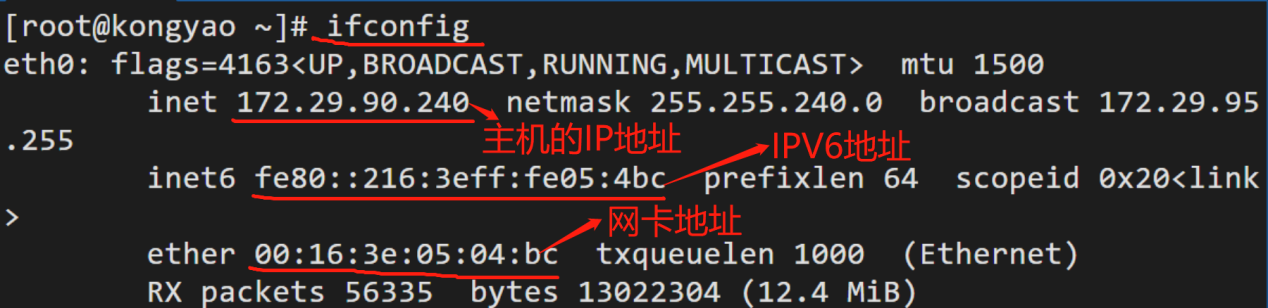 [root@kongyao ~]# ifconfig
eth0: flags=4163<UP,BROADCAST,RUNNING,MULTICAST>  mtu 1500
inet 172.29.90.240  netmask 255.255.240.0  broadcast 172.29.95
.255
主机的IP地址
IPV6地址
inet6 fe80::216:3eff:fe05:4bc  prefixlen 64  scopeid 0x20<link
>
网卡地址
ether 00:16:3e:05:04:bc  txqueuelen 1000  (Ethernet)
RX packets 56335  bytes 13022304 (12.4 MiB)